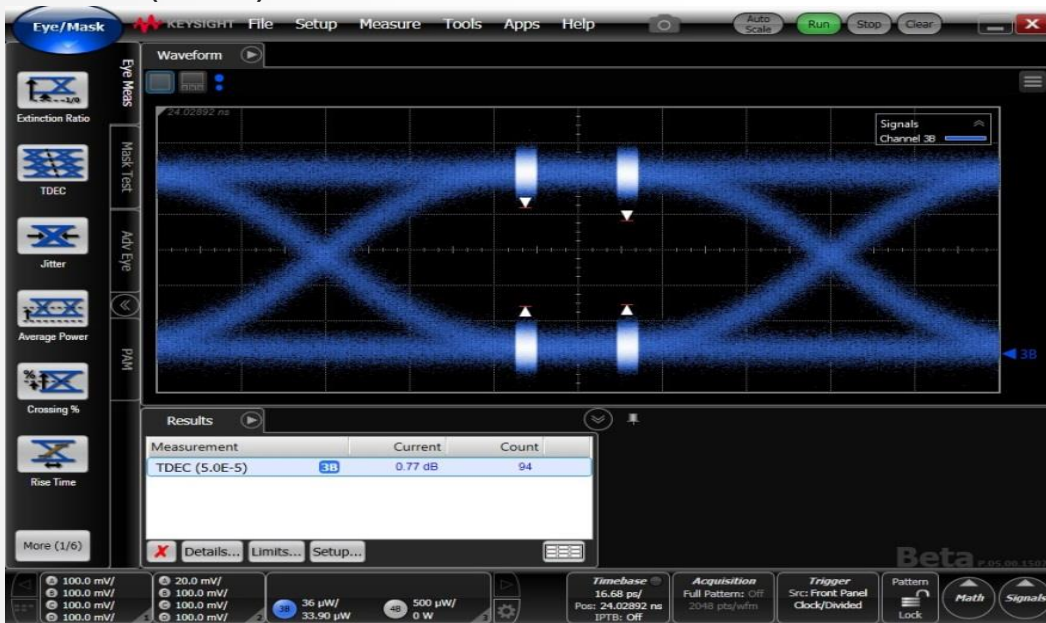 Eye/Mask
KEYSIGHT File Setup Measure Tools Apps Help
Auto Scale
Run
Stop
Clear
Waveform
Eye Meas
Mask Test
Adv Eye
PAM
Extinction Ratio
TDEC
Jitter
Average Power
Crossing %
Rise Time
More (1/6)
24.02892 ns
Signals
Channel 3B
3B
Results
Measurement Current Count
TDEC (5.0E-5) 3B 0.77 dB 94
Details... Limits... Setup...
Beta
A 100.0 mV/
B 100.0 mV/
C 100.0 mV/
D 100.0 mV/
1
A 20.0 mV/
B 100.0 mV/
C 100.0 mV/
D 100.0 mV/
2
3B 36 µW/
33.90 µW
4B 500 µW/
0 W
3
Timebase
16.68 ps/
Pos: 24.02892 ns
IPTB: Off
Acquisition
Full Pattern: Off
2048 pts/wfm
Trigger
Src: Front Panel
Clock/Divided
Pattern
Lock
Math
Signals